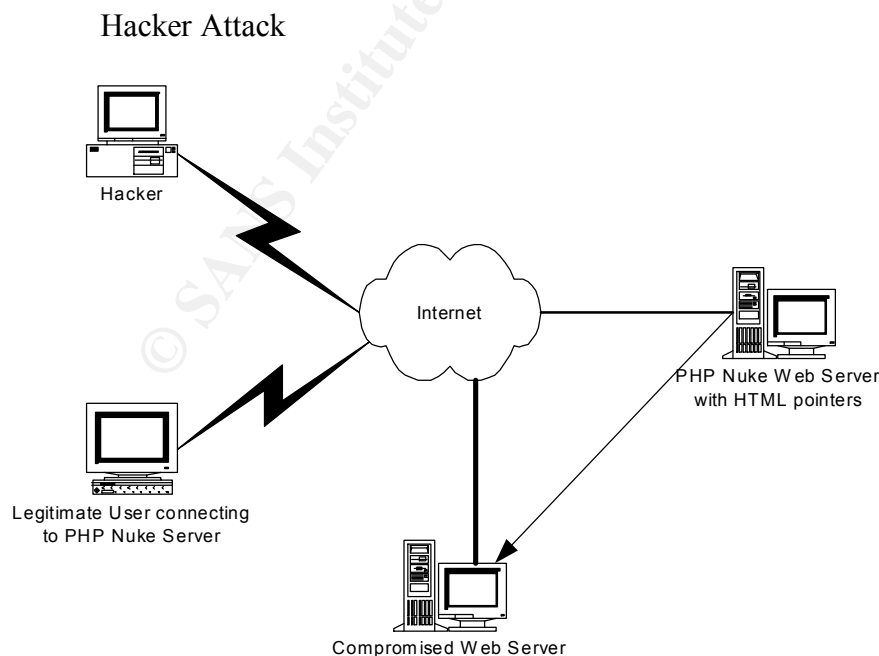 Hacker Attack
© SANS Institute
Hacker
Internet
PHP Nuke Web Server
with HTML pointers
Legitimate User connecting
to PHP Nuke Server
Compromised Web Server